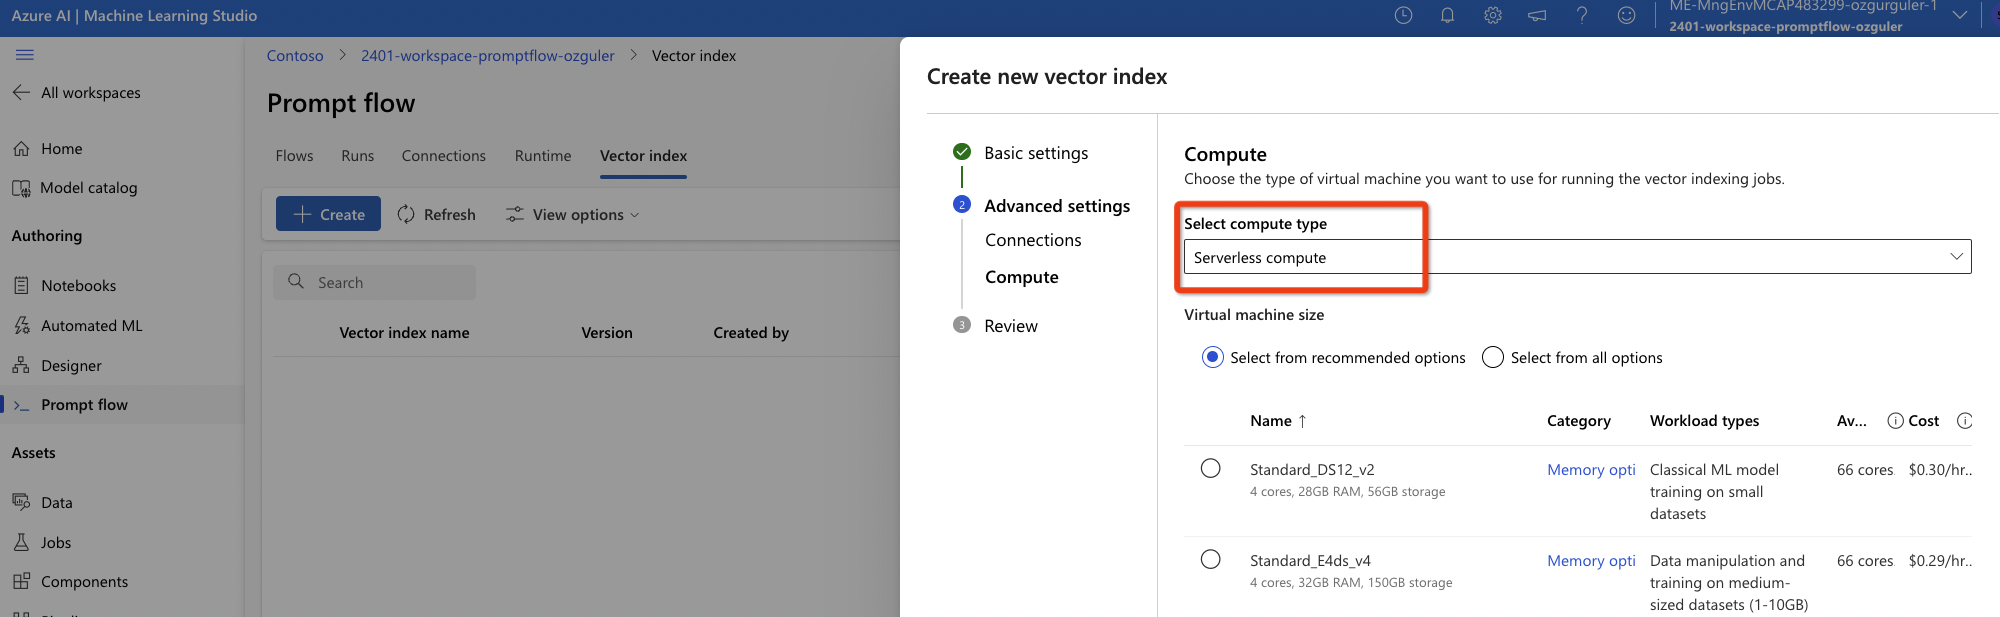 Azure AI | Machine Learning Studio
ME-MngEnvMCAP483299-ozgurguler-1
2401-workspace-promptflow-ozguler
All workspaces
Home
Model catalog
Authoring
Notebooks
Automated ML
Designer
Prompt flow
Assets
Data
Jobs
Components
Contoso > 2401-workspace-promptflow-ozguler > Vector index
Prompt flow
Flows Runs Connections Runtime Vector index
Create Refresh View options
Search
Vector index name Version Created by
Create new vector index
Basic settings
2 Advanced settings
Connections
Compute
3 Review
Compute
Choose the type of virtual machine you want to use for running the vector indexing jobs.
Select compute type
Serverless compute
Virtual machine size
Select from recommended options Select from all options
Name ↑ Category Workload types Av... Cost
Standard_DS12_v2 Memory opti Classical ML model 66 cores $0.30/hr..
4 cores, 28GB RAM, 56GB storage training on small
datasets
Standard_E4ds_v4 Memory opti Data manipulation and 66 cores $0.29/hr..
4 cores, 32GB RAM, 150GB storage training on medium-
sized datasets (1-10GB)